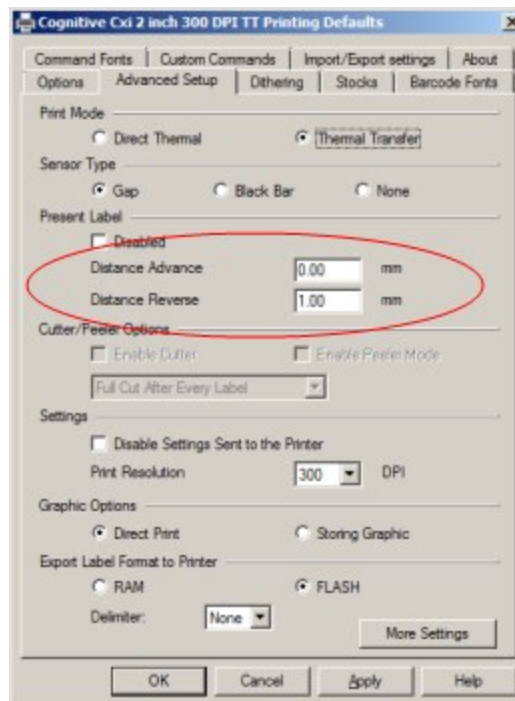 Cognitive Cxi 2 inch 300 DPI TT Printing Defaults
Command Fonts Custom Commands Import/Export settings About
Options Advanced Setup Dithering Stocks Barcode Fonts
Print Mode
Direct Thermal Thermal Transfer
Sensor Type
Gap Black Bar None
Present Label
Disabled
Distance Advance 0.00 mm
Distance Reverse 1.00 mm
Cutter/Peeler Options
Enable Cutter Enable Peeler Mode
Full Cut After Every Label
Settings
Disable Settings Sent to the Printer
Print Resolution 300 DPI
Graphic Options
Direct Print Storing Graphic
Export Label Format to Printer
RAM FLASH
Delimiter: None
More Settings
OK Cancel Apply Help